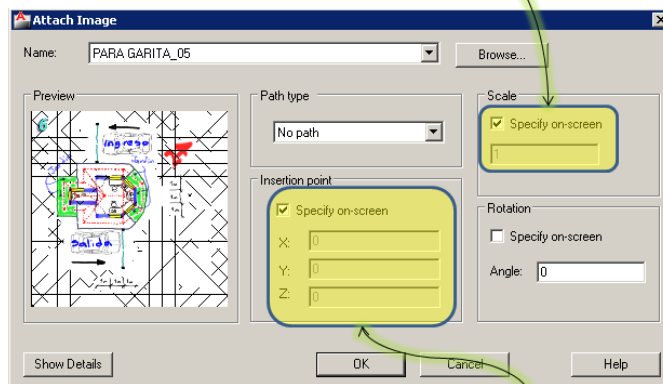 Attach Image
Name: PARA GARITA_05 Browse...
Preview
Ingreso
Salida
Path type
No path
Insertion point
Specify on-screen
X: 0
Y: 0
Z: 0
Scale
Specify on-screen
1
Rotation
Specify on-screen
Angle: 0
Show Details OK Cancel Help